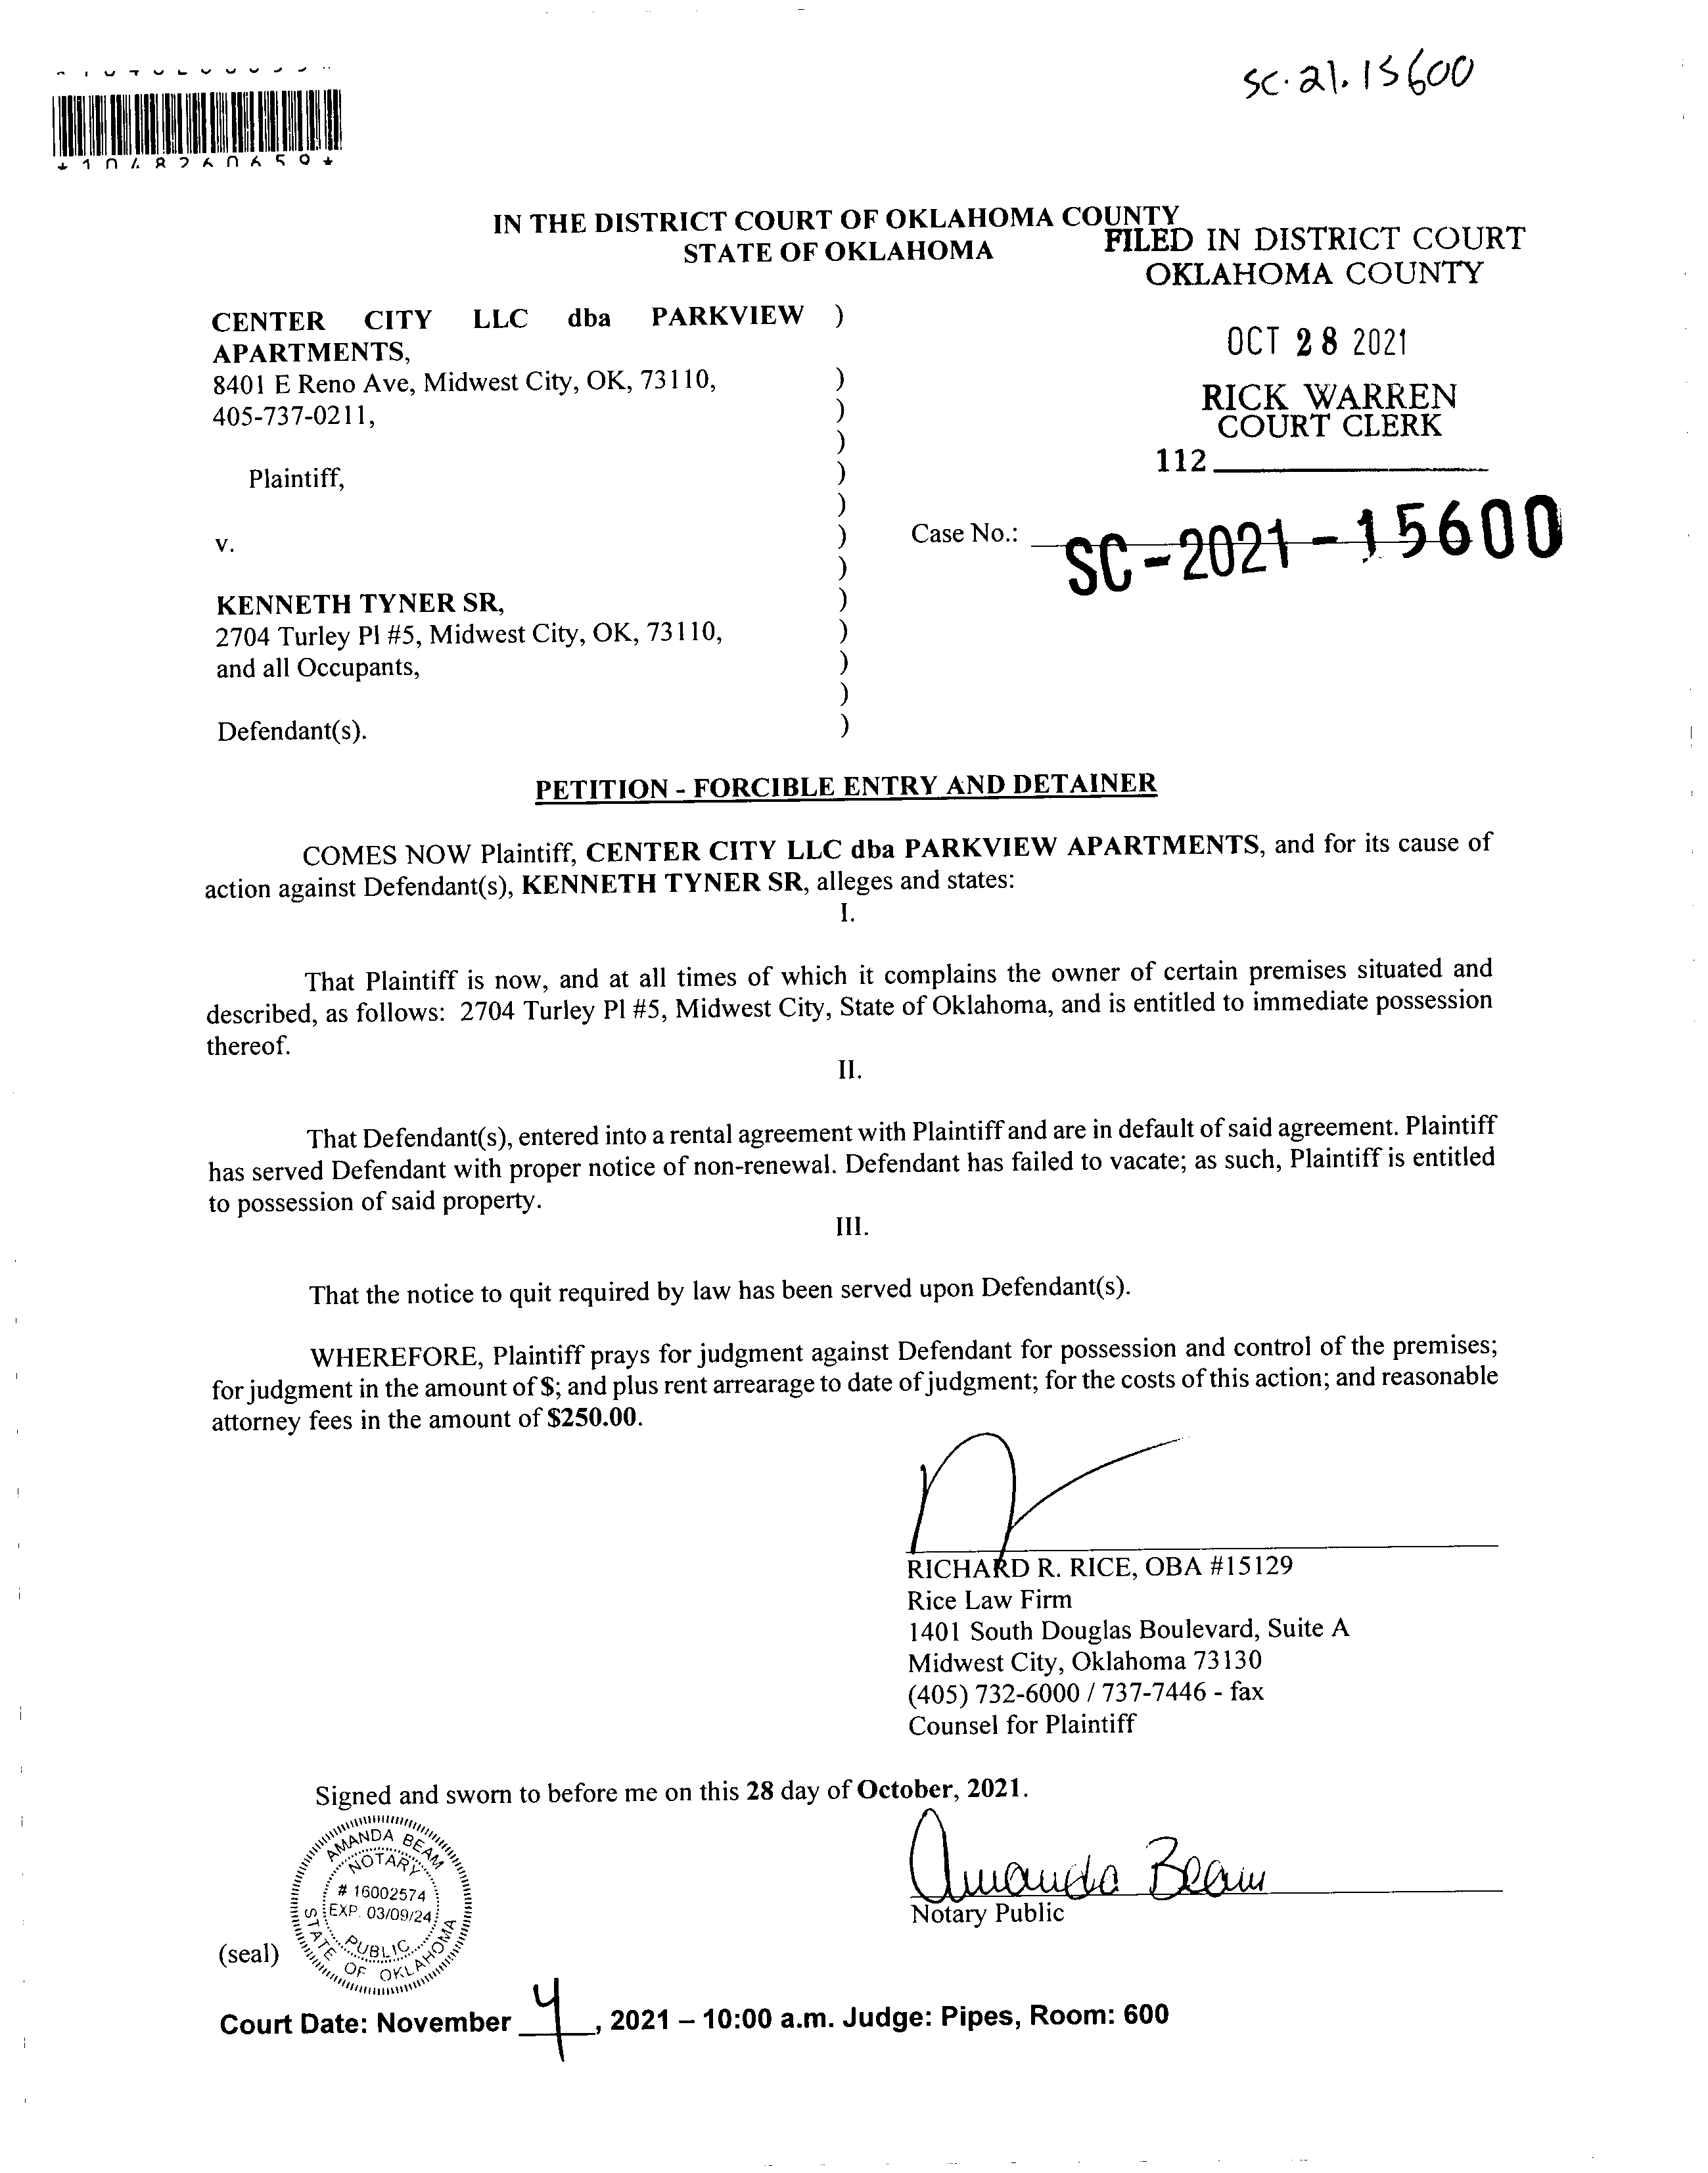 sc.21.15600
IN THE DISTRICT COURT OF OKLAHOMA COUNTY
STATE OF OKLAHOMA
FILED IN DISTRICT COURT
OKLAHOMA COUNTY
OCT 28 2021
RICK WARREN
COURT CLERK
112
CENTER CITY LLC dba PARKVIEW )
APARTMENTS,
8401 E Reno Ave, Midwest City, OK, 73110, )
405-737-0211, )
)
Plaintiff, )
)
v. )
Case No.: SC-2021-15600
)
KENNETH TYNER SR, )
2704 Turley Pl #5, Midwest City, OK, 73110, )
and all Occupants, )
)
Defendant(s). )
PETITION - FORCIBLE ENTRY AND DETAINER
COMES NOW Plaintiff, CENTER CITY LLC dba PARKVIEW APARTMENTS, and for its cause of
action against Defendant(s), KENNETH TYNER SR, alleges and states:
I.
That Plaintiff is now, and at all times of which it complains the owner of certain premises situated and
described, as follows: 2704 Turley Pl #5, Midwest City, State of Oklahoma, and is entitled to immediate possession
thereof.
II.
That Defendant(s), entered into a rental agreement with Plaintiff and are in default of said agreement. Plaintiff
has served Defendant with proper notice of non-renewal. Defendant has failed to vacate; as such, Plaintiff is entitled
to possession of said property.
III.
That the notice to quit required by law has been served upon Defendant(s).
WHEREFORE, Plaintiff prays for judgment against Defendant for possession and control of the premises;
for judgment in the amount of $; and plus rent arrearage to date of judgment; for the costs of this action; and reasonable
attorney fees in the amount of $250.00.
RICHARD R. RICE, OBA #15129
Rice Law Firm
1401 South Douglas Boulevard, Suite A
Midwest City, Oklahoma 73130
(405) 732-6000 / 737-7446 - fax
Counsel for Plaintiff
Signed and sworn to before me on this 28 day of October, 2021.
AMANDA BEAM
NOTARY
# 16002574
EXP. 03/09/24
PUBLIC
STATE OF OKLAHOMA
Amanda Beam
Notary Public
(seal)
Court Date: November 4, 2021 – 10:00 a.m. Judge: Pipes, Room: 600